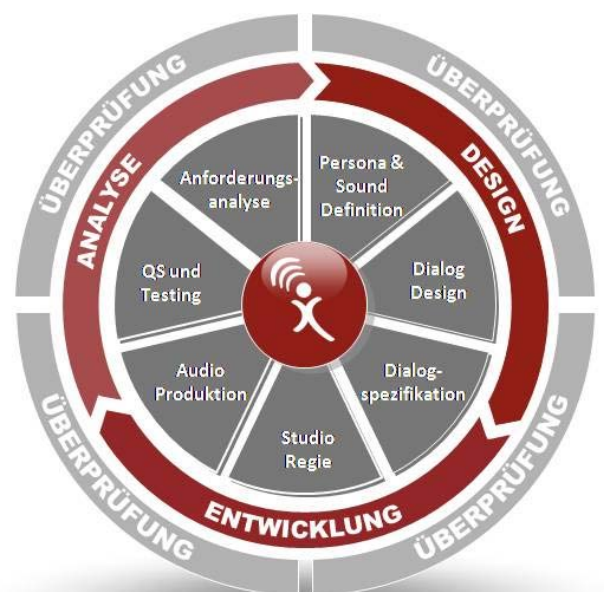 ÜBERPRÜFUNG
ÜBERPRÜFUNG
ANALYSE
DESIGN
Anforderungs-
analyse
Persona &
Sound
Definition
QS und
Testing
Dialog
Design
Audio
Produktion
Dialog-
spezifikation
Studio
Regie
ENTWICKLUNG
ÜBERPRÜFUNG
ÜBERPRÜFUNG